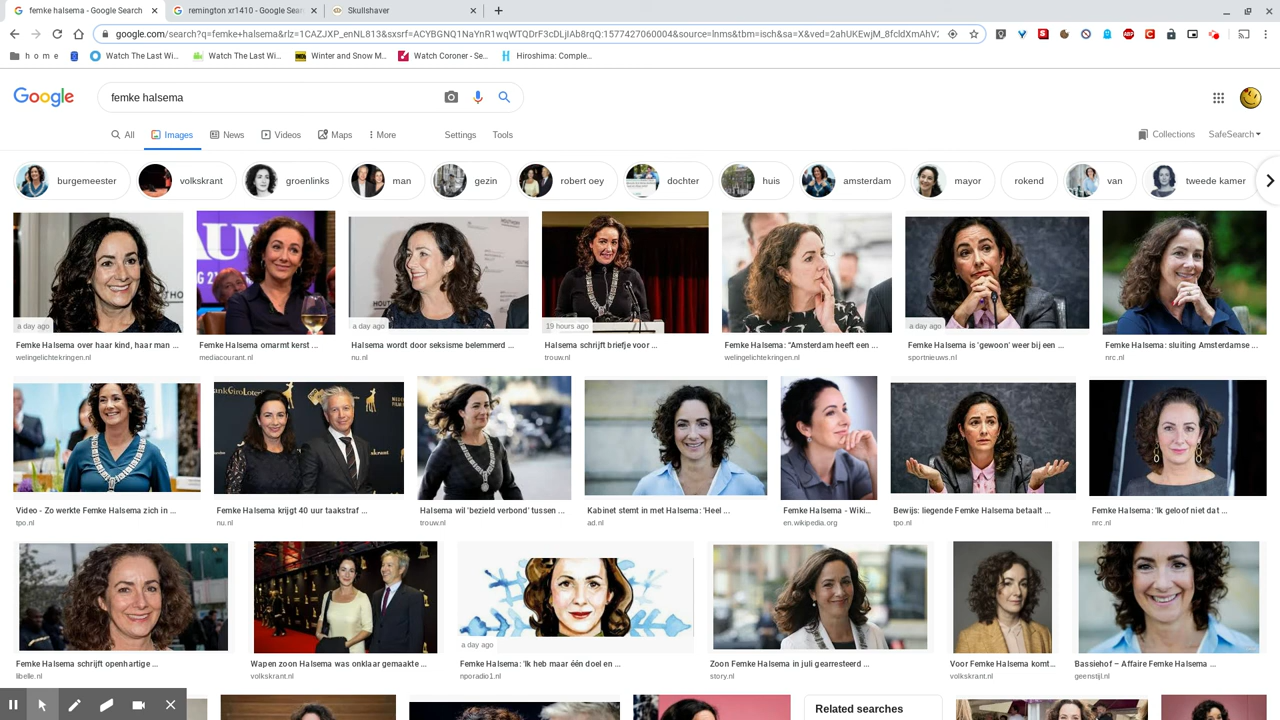 femke halsema - Google Search
remington xr1410 - Google Sear
Skullshaver
google.com/search?q=femke+halsema&rlz=1CAZJXP_enNL813&sxsrf=ACYBGNQ1NaYnR1wqWTQDrF3cDLjIAb8rqQ:1577427060004&source=lnms&tbm=isch&sa=X&ved=2ahUKEwjM_8fcldXmAhV
h o m e
Watch The Last Wi...
Watch The Last Wi...
Winter and Snow M...
Watch Coroner - Se...
Hiroshima: Comple...
Google
femke halsema
All
Images
News
Videos
Maps
More
Settings
Tools
Collections
SafeSearch
burgemeester
volkskrant
groenlinks
man
gezin
robert oey
dochter
huis
amsterdam
mayor
rokend
van
tweede kamer
a day ago
a day ago
19 hours ago
a day ago
Femke Halsema over haar kind, haar man ...
welingelichtekringen.nl
Femke Halsema omarmt kerst ...
mediacourant.nl
Halsema wordt door seksisme belemmerd ...
nu.nl
Halsema schrijft briefje voor ...
trouw.nl
Femke Halsema: "Amsterdam heeft een ...
welingelichtekringen.nl
Femke Halsema is 'gewoon' weer bij een ...
sportnieuws.nl
Femke Halsema: sluiting Amsterdamse ...
nrc.nl
Video - Zo werkte Femke Halsema zich in ...
tpo.nl
Femke Halsema krijgt 40 uur taakstraf ...
nu.nl
Halsema wil 'bezield verbond' tussen ...
trouw.nl
Kabinet stemt in met Halsema: 'Heel ...
ad.nl
Femke Halsema - Wiki...
en.wikipedia.org
Bewijs: liegende Femke Halsema betaalt ...
tpo.nl
Femke Halsema: 'Ik geloof niet dat ...
nrc.nl
a day ago
Femke Halsema schrijft openhartige ...
libelle.nl
Wapen zoon Halsema was onklaar gemaakte ...
volkskrant.nl
Femke Halsema: 'Ik heb maar één doel en ...
nporadio1.nl
Zoon Femke Halsema in juli gearresteerd ...
story.nl
Voor Femke Halsema komt...
volkskrant.nl
Bassiehof – Affaire Femke Halsema ...
geenstijl.nl
Related searches